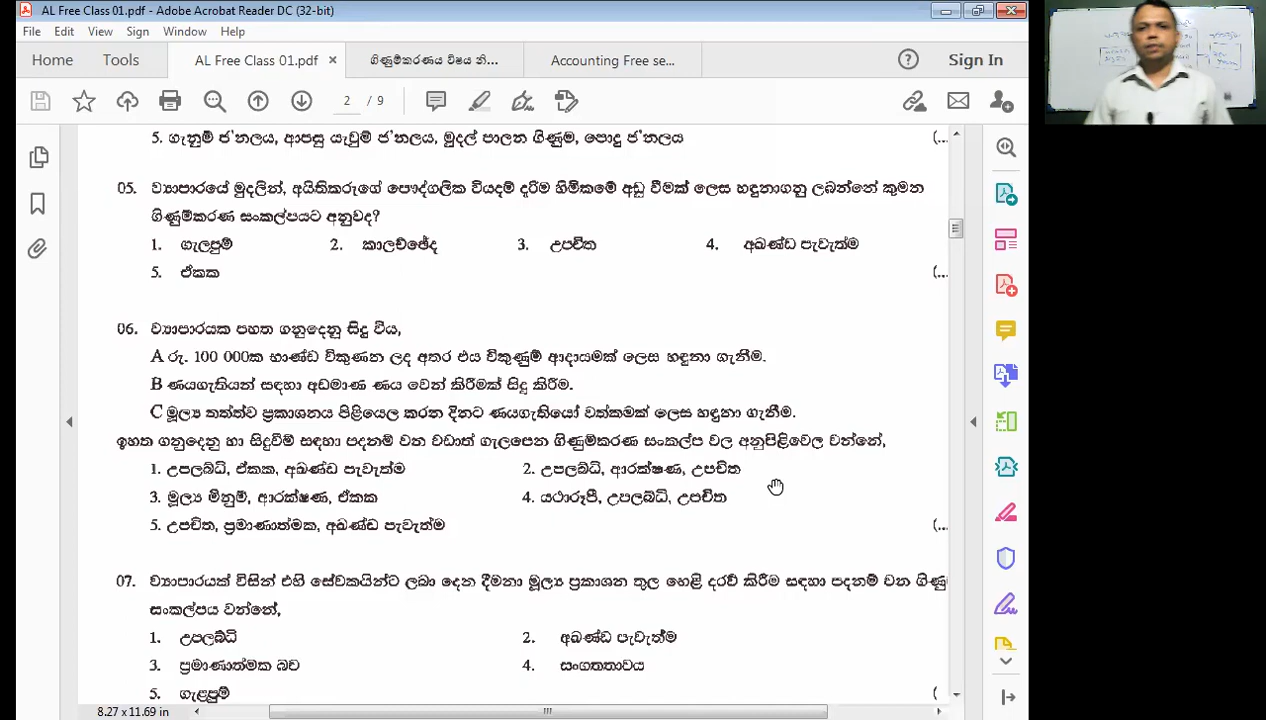 AL Free Class 01.pdf - Adobe Acrobat Reader DC (32-bit)
File Edit View Sign Window Help
Home Tools AL Free Class 01.pdf × ගිණුම්කරණය විෂය නි... Accounting Free se... Sign In
2 / 9
5. ගැනුම් ජ'නලය, ආපසු යැවුම් ජ'නලය, මුදල් පාලන ගිණුම, පොදු ජ'නලය (...
05. ව්‍යාපාරයේ මුදලින්, අයිතිකරුගේ පෞද්ගලික වියදම් දැරීම හිමිකමේ අඩු වීමක් ලෙස හඳුනාගනු ලබන්නේ කුමන
ගිණුම්කරණ සංකල්පයට අනුවද?
1. ගැලපුම් 2. කාලච්ඡේද 3. උපචිත 4. අඛණ්ඩ පැවැත්ම
5. ඒකක (...
06. ව්‍යාපාරයක පහත ගනුදෙනු සිදු විය,
A රු. 100 000ක භාණ්ඩ විකුණන ලද අතර එය විකුණුම් ආදායමක් ලෙස හඳුනා ගැනීම.
B ණයගැතියන් සඳහා අඩමාණ ණය වෙන් කිරීමක් සිදු කිරීම.
C මූල්‍ය තත්ත්ව ප්‍රකාශනය පිළියෙල කරන දිනට ණයගැතියෝ වත්කමක් ලෙස හඳුනා ගැනීම.
ඉහත ගනුදෙනු හා සිදුවීම් සඳහා පදනම් වන වඩාත් ගැලපෙන ගිණුම්කරණ සංකල්ප වල අනුපිළිවෙල වන්නේ,
1. උපලබ්ධි, ඒකක, අඛණ්ඩ පැවැත්ම 2. උපලබ්ධි, ආරක්ෂණ, උපචිත
3. මූල්‍ය මිනුම්, ආරක්ෂණ, ඒකක 4. යථාරූපී, උපලබ්ධි, උපචිත
5. උපචිත, ප්‍රමාණාත්මක, අඛණ්ඩ පැවැත්ම (...
07. ව්‍යාපාරයක් විසින් එහි සේවකයින්ට ලබා දෙන දීමනා මූල්‍ය ප්‍රකාශන තුල හෙළි දරව් කිරීම සඳහා පදනම් වන ගිණු
සංකල්පය වන්නේ,
1. උපලබ්ධි 2. අඛණ්ඩ පැවැත්ම
3. ප්‍රමාණාත්මක බව 4. සංගතතාවය
5. ගැළපුම් (
8.27 x 11.69 in